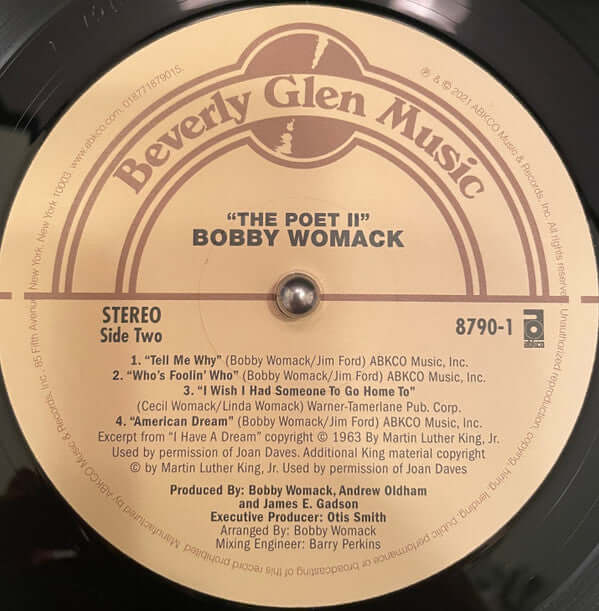 Beverly Glen Music
℗ & © 2021 ABKCO Music & Records, Inc. All rights reserved. Unauthorized reproduction, copying, hiring, lending, public performance or broadcasting of this record prohibited. Manufactured by ABKCO Music & Records, Inc. 85 Fifth Avenue New York, New York 10003. www.abkco.com. 018771879015.
"THE POET II"
BOBBY WOMACK
STEREO
Side Two
8790-1
abkco
1. "Tell Me Why" (Bobby Womack/Jim Ford) ABKCO Music, Inc.
2. "Who's Foolin' Who" (Bobby Womack/Jim Ford) ABKCO Music, Inc.
3. "I Wish I Had Someone To Go Home To"
(Cecil Womack/Linda Womack) Warner-Tamerlane Pub. Corp.
4. "American Dream" (Bobby Womack/Jim Ford) ABKCO Music, Inc.
Excerpt from "I Have A Dream" copyright © 1963 By Martin Luther King, Jr.
Used by permission of Joan Daves. Additional King material copyright
© by Martin Luther King, Jr. Used by permission of Joan Daves
Produced By: Bobby Womack, Andrew Oldham
and James E. Gadson
Executive Producer: Otis Smith
Arranged By: Bobby Womack
Mixing Engineer: Barry Perkins